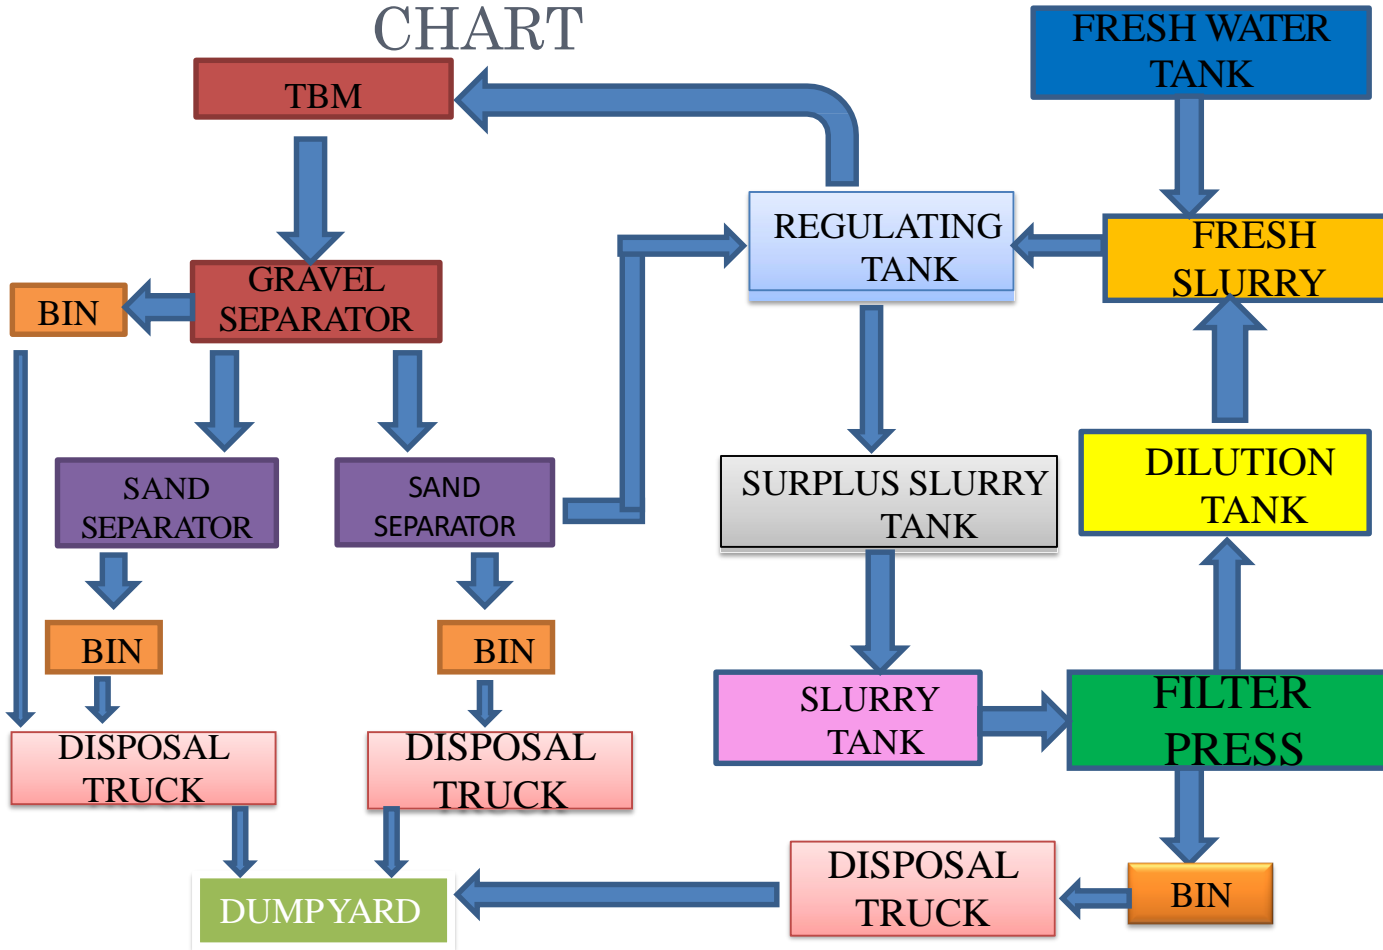 CHART
FRESH WATER
TANK
TBM
REGULATING
TANK
FRESH
SLURRY
GRAVEL
SEPARATOR
BIN
SAND
SEPARATOR
SAND
SEPARATOR
SURPLUS SLURRY
TANK
DILUTION
TANK
BIN
BIN
SLURRY
TANK
FILTER
PRESS
DISPOSAL
TRUCK
DISPOSAL
TRUCK
DISPOSAL
TRUCK
BIN
DUMPYARD